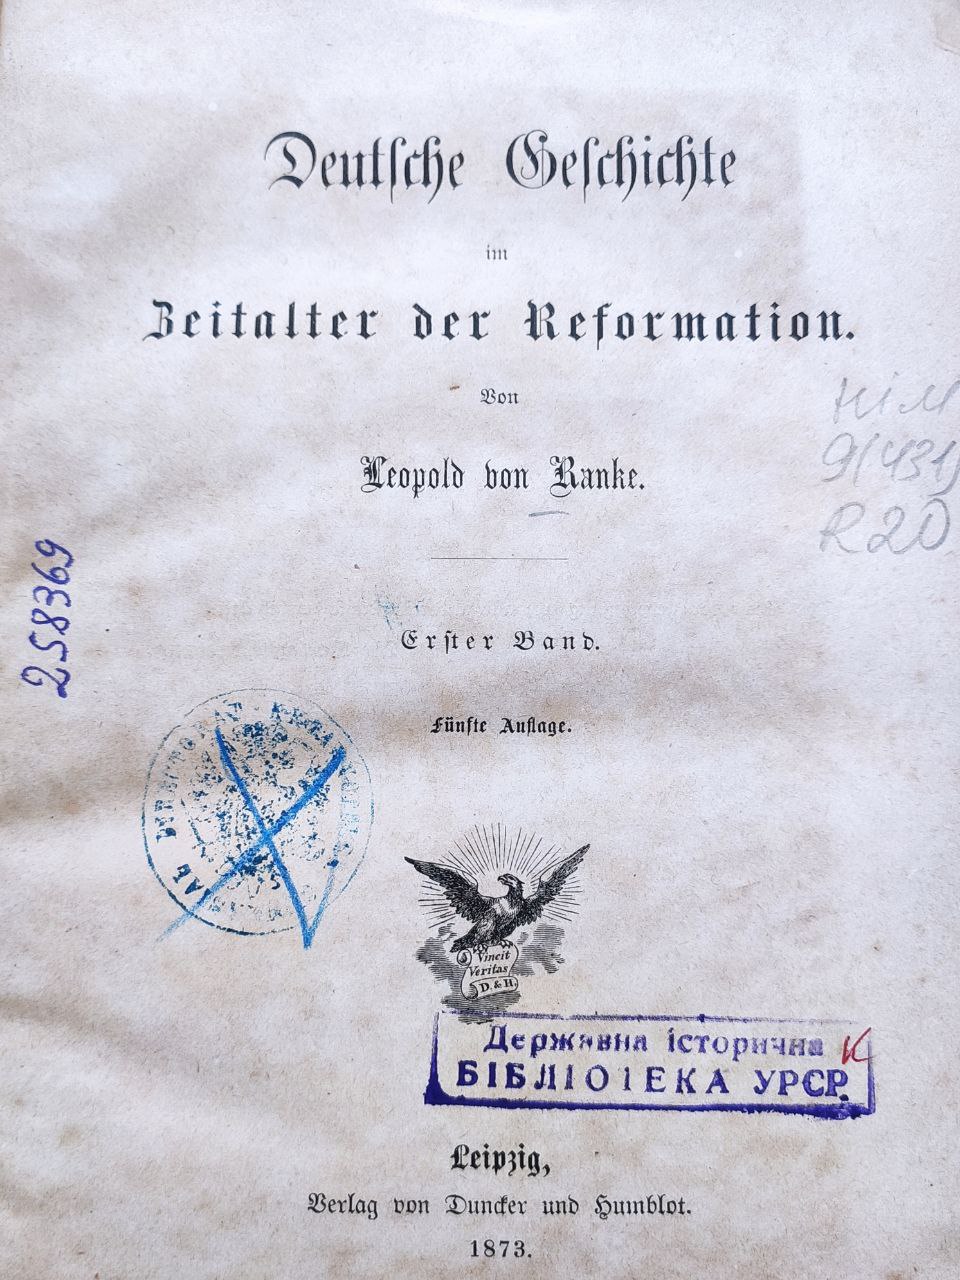 Deutsche Geschichte
im
Zeitalter der Reformation.
Von
Leopold von Ranke.
9(431)
R20
258369
Erster Band.
Fünfte Auflage.
Vincit
Veritas
D. & H.
Державна історична
БІБЛІОТЕКА УРСР.
Leipzig,
Verlag von Duncker und Humblot.
1873.